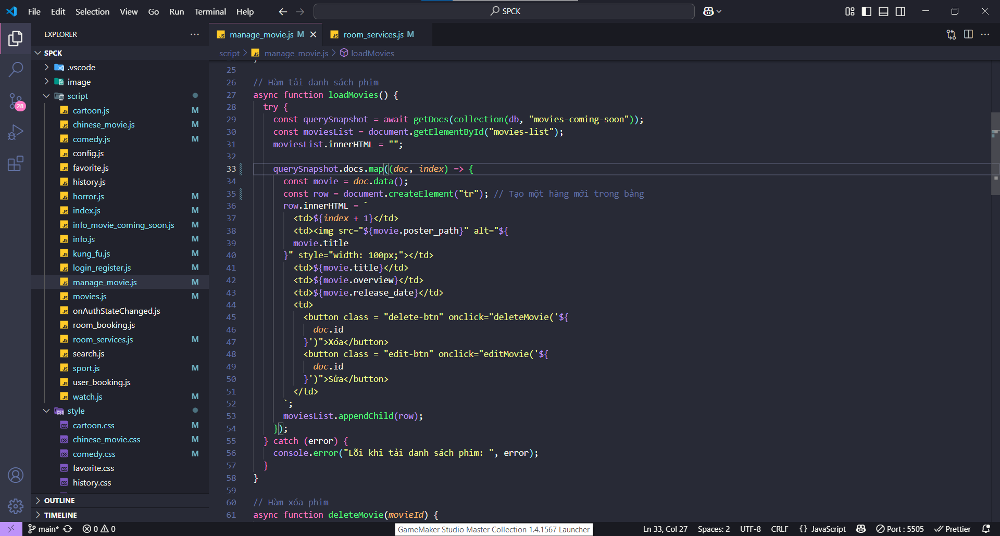 File Edit Selection View Go Run Terminal Help
SPCK
EXPLORER
SPCK
.vscode
image
script
cartoon.js M
chinese_movie.js M
comedy.js M
config.js
favorite.js
history.js
horror.js M
index.js M
info_movie_coming_soon.js M
info.js M
kung_fu.js M
login_register.js M
manage_movie.js M
movies.js M
onAuthStateChanged.js
room_booking.js
room_services.js M
search.js
sport.js M
user_booking.js
watch.js M
style
cartoon.css M
chinese_movie.css M
comedy.css M
favorite.css
history.css
OUTLINE
TIMELINE
28
manage_movie.js M
room_services.js M
script > manage_movie.js > loadMovies
25
26 // Hàm tải danh sách phim
27 async function loadMovies() {
28 try {
29 const querySnapshot = await getDocs(collection(db, "movies-coming-soon"));
30 const moviesList = document.getElementById("movies-list");
31 moviesList.innerHTML = "";
32
33 querySnapshot.docs.map((doc, index) => {
34 const movie = doc.data();
35 const row = document.createElement("tr"); // Tạo một hàng mới trong bảng
36 row.innerHTML = `
37 <td>${index + 1}</td>
38 <td><img src="${movie.poster_path}" alt="${
39 movie.title
40 }" style="width: 100px;"></td>
41 <td>${movie.title}</td>
42 <td>${movie.overview}</td>
43 <td>${movie.release_date}</td>
44 <td>
45 <button class = "delete-btn" onclick="deleteMovie('${
46 doc.id
47 }')">Xóa</button>
48 <button class = "edit-btn" onclick="editMovie('${
49 doc.id
50 }')">Sửa</button>
51 </td>
52 `;
53 moviesList.appendChild(row);
54 });
55 } catch (error) {
56 console.error("Lỗi khi tải danh sách phim: ", error);
57 }
58 }
59
60 // Hàm xóa phim
61 async function deleteMovie(movieId) {
main* 0 0
GameMaker Studio Master Collection 1.4.1567 Launcher
Ln 33, Col 27 Spaces: 2 UTF-8 CRLF {} JavaScript Port : 5505 Prettier